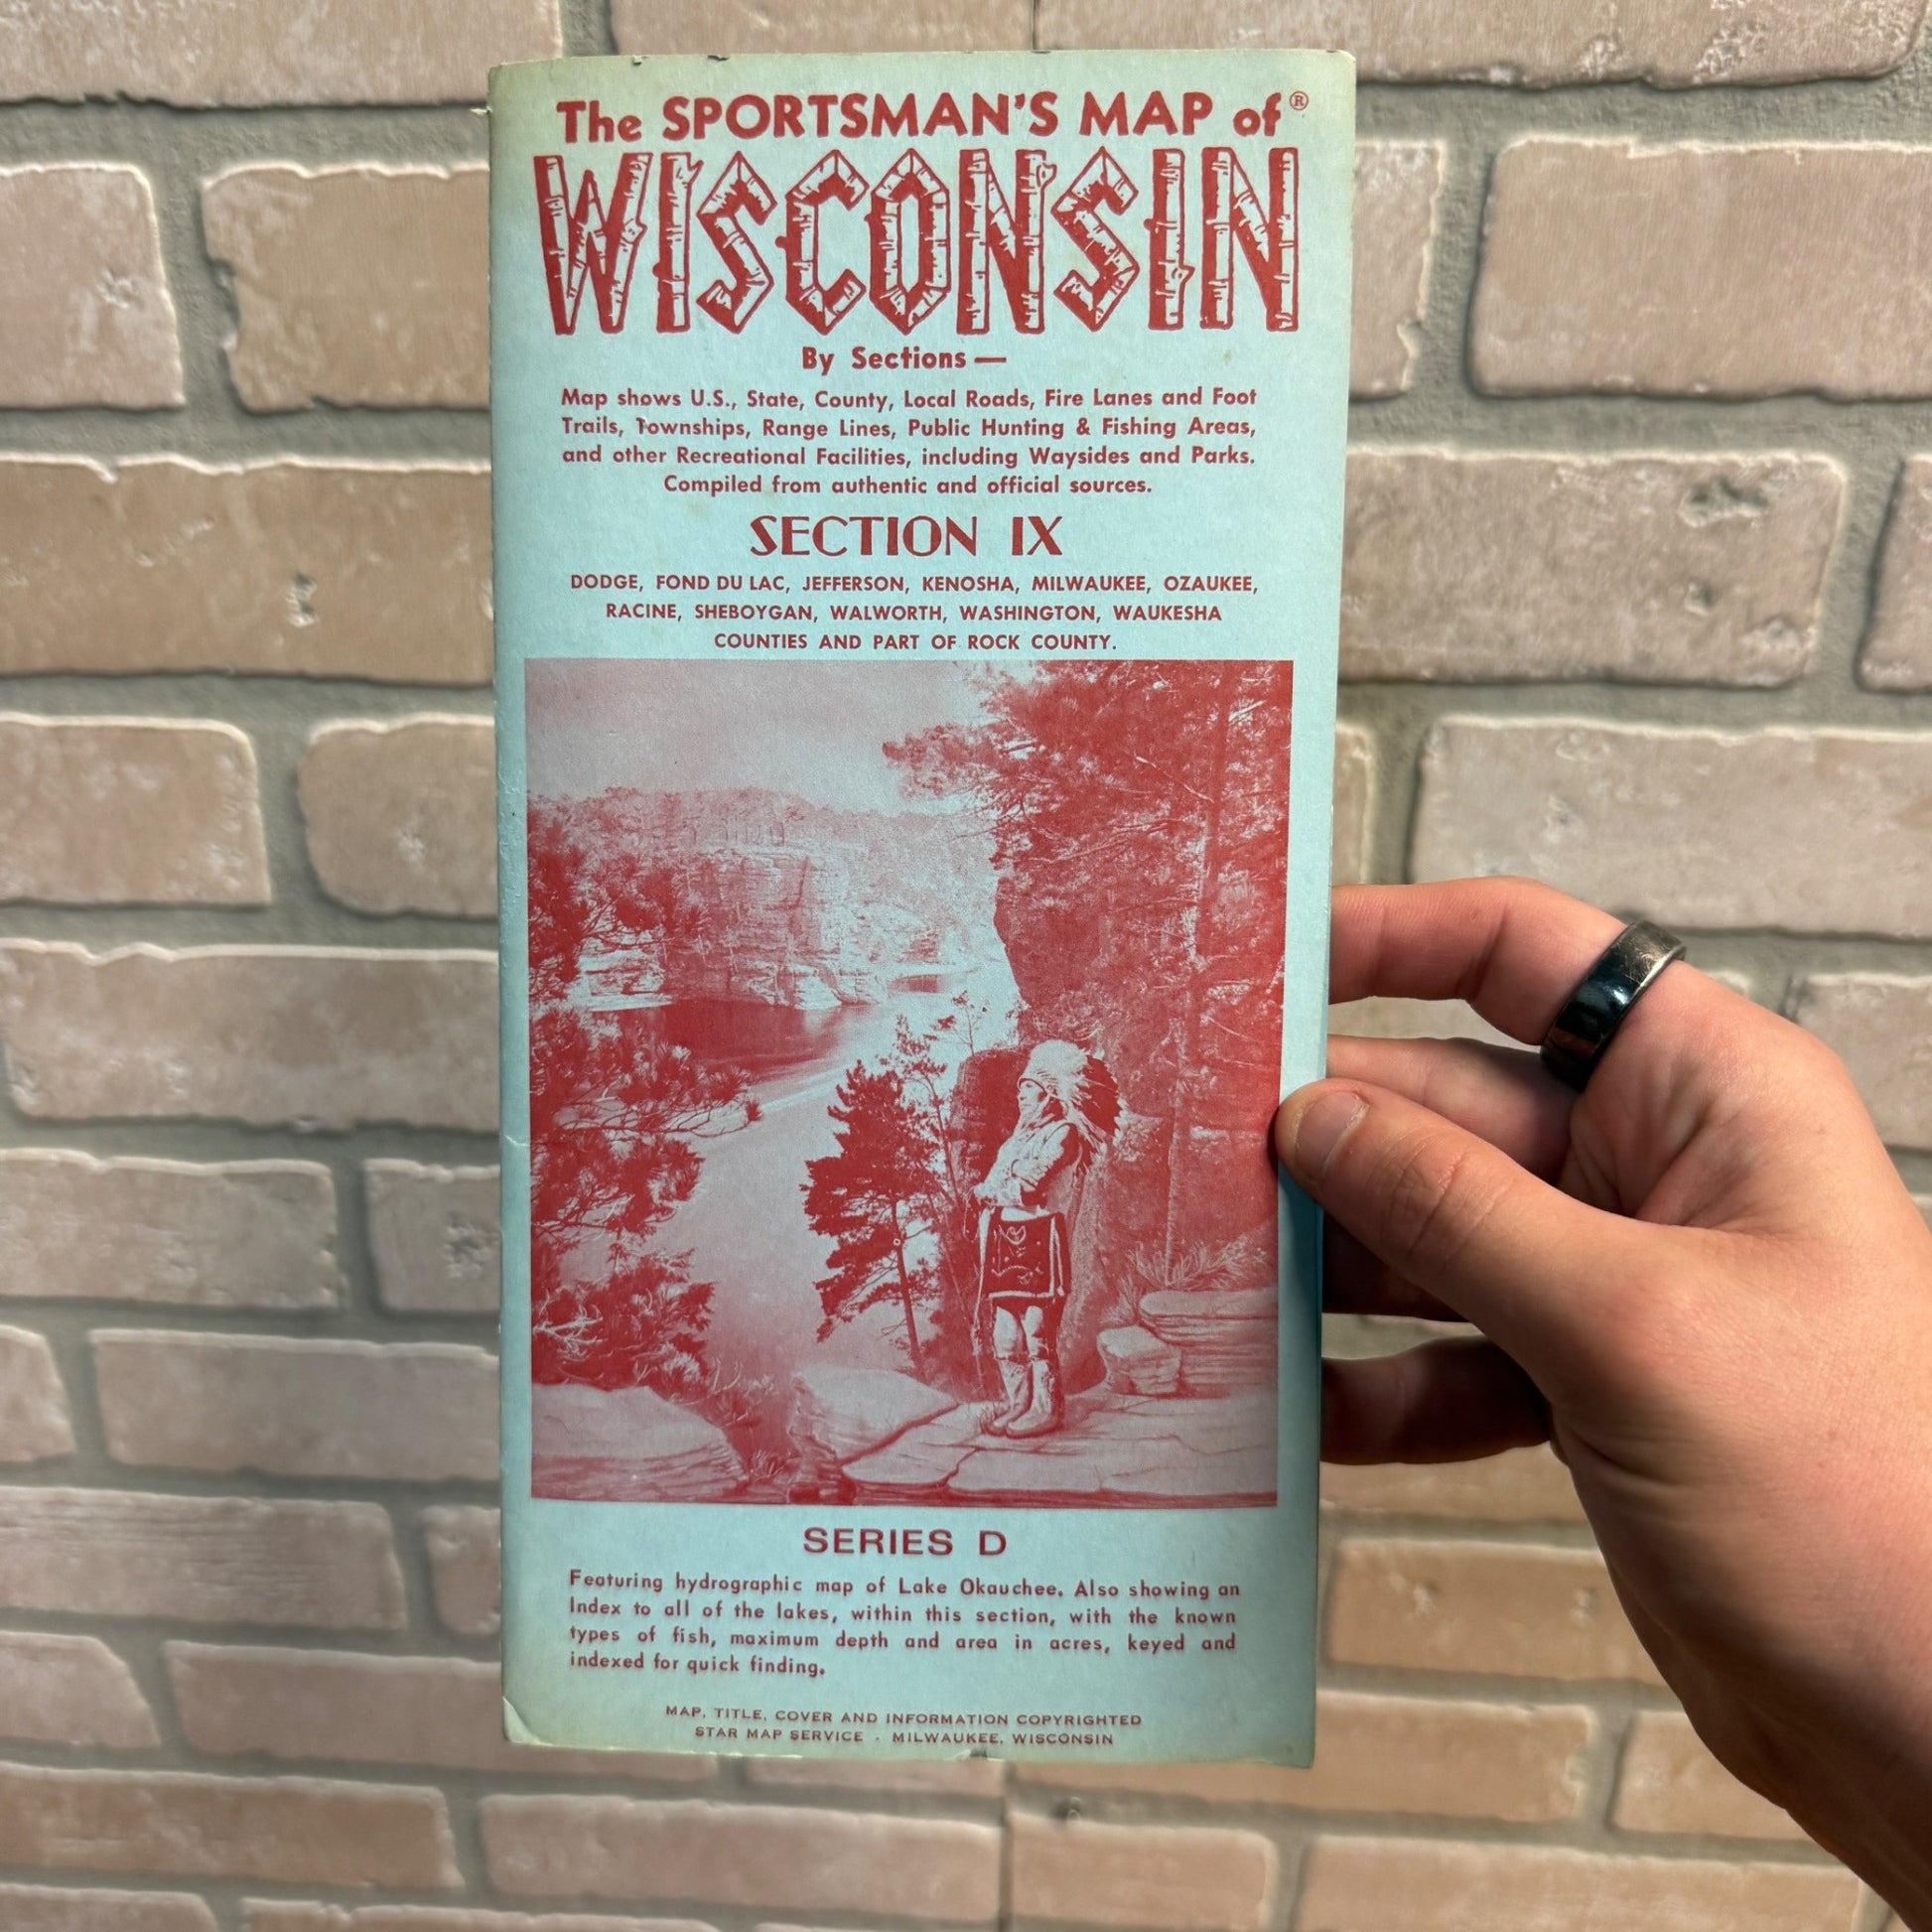 The SPORTSMAN'S MAP of®
WISCONSIN
By Sections —
Map shows U.S., State, County, Local Roads, Fire Lanes and Foot
Trails, Townships, Range Lines, Public Hunting & Fishing Areas,
and other Recreational Facilities, including Waysides and Parks.
Compiled from authentic and official sources.
SECTION IX
DODGE, FOND DU LAC, JEFFERSON, KENOSHA, MILWAUKEE, OZAUKEE,
RACINE, SHEBOYGAN, WALWORTH, WASHINGTON, WAUKESHA
COUNTIES AND PART OF ROCK COUNTY.
SERIES D
Featuring hydrographic map of Lake Okauchee. Also showing an
Index to all of the lakes, within this section, with the known
types of fish, maximum depth and area in acres, keyed and
indexed for quick finding.
MAP, TITLE, COVER AND INFORMATION COPYRIGHTED
STAR MAP SERVICE . MILWAUKEE, WISCONSIN